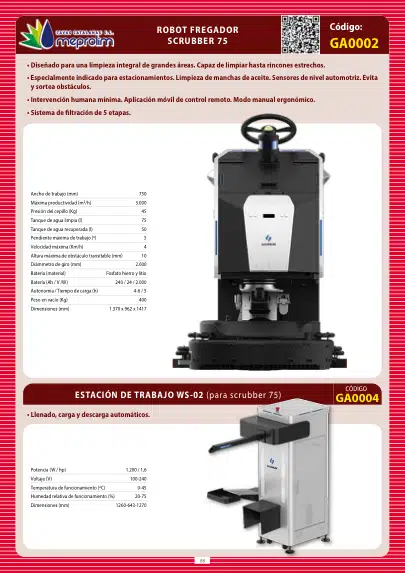 CAYRO CATALANAS S.L.
meprolim
ROBOT FREGADOR
SCRUBBER 75
Código:
GA0002
• Diseñado para una limpieza integral de grandes áreas. Capaz de limpiar hasta rincones estrechos.
• Especialmente indicado para estacionamientos. Limpieza de manchas de aceite. Sensores de nivel automotriz. Evita
y sortea obstáculos.
• Intervención humana mínima. Aplicación móvil de control remoto. Modo manual ergonómico.
• Sistema de filtración de 5 etapas.
Ancho de trabajo (mm) 750
Máxima productividad (m²/h) 3.000
Presión del cepillo (Kg) 45
Tanque de agua limpia (l) 75
Tanque de agua recuperada (l) 50
Pendiente máxima de trabajo (º) 3
Velocidad máxima (Km/h) 4
Altura máxima de obstáculo transitable (mm) 10
Diámmetro de giro (mm) 2.000
Batería (material) Fosfato hierro y litio
Batería (Ah / V /W) 240 / 24 / 2.000
Autonomía / Tiempo de carga (h) 4-6 / 3
Peso en vacío (Kg) 400
Dimensiones (mm) 1.370 x 962 x 1417
ESTACIÓN DE TRABAJO WS-02 (para scrubber 75)
CÓDIGO
GA0004
• Llenado, carga y descarga automáticos.
Potencia (W / hp) 1.200 / 1,6
Voltaje (V) 100-240
Temperatura de funcionamiento (ºC) 0-45
Humedad relativa de funcionamiento (%) 20-75
Dimensiones (mm) 1260-643-1270